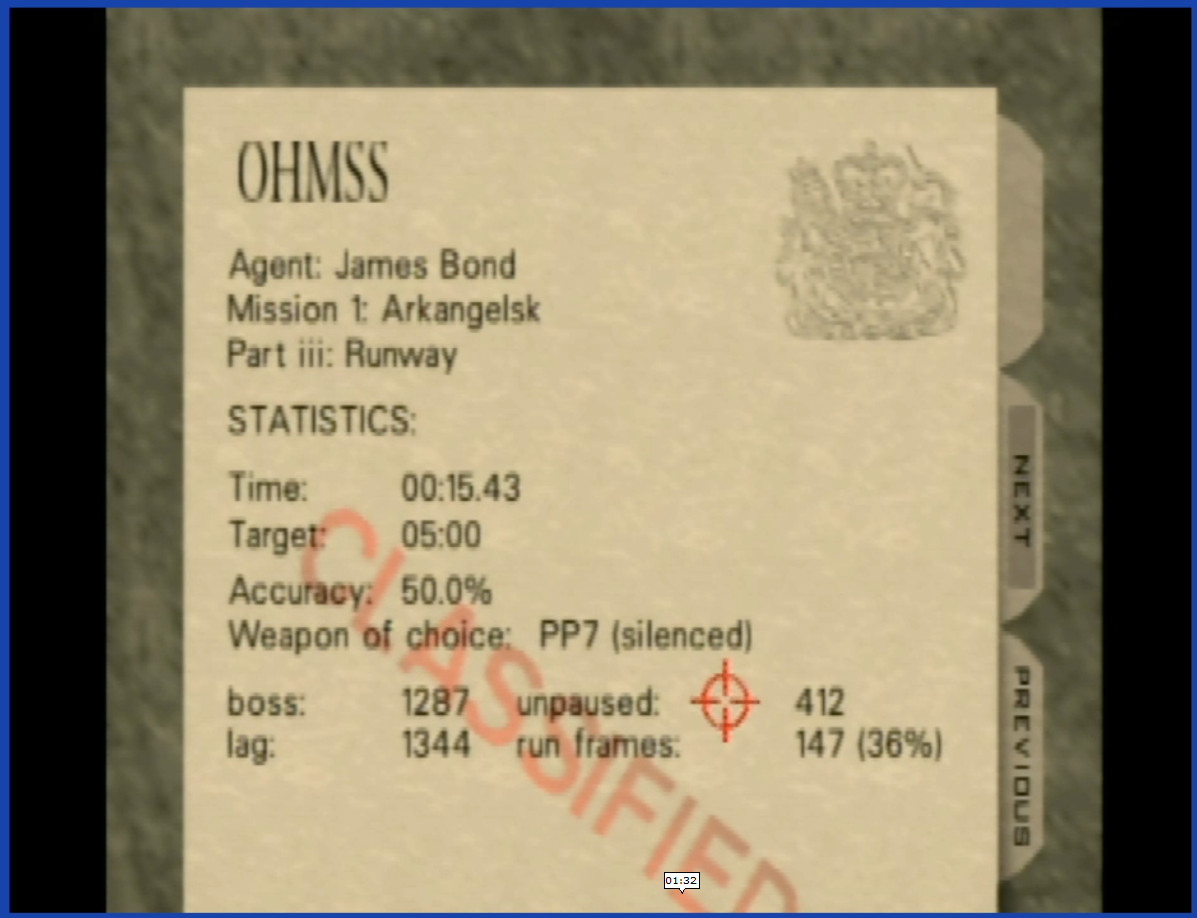 OHMSS
Agent: James Bond
Mission 1: Arkangelsk
Part iii: Runway
STATISTICS:
Time: 00:15.43
Target: 05:00
Accuracy: 50.0%
Weapon of choice: PP7 (silenced)
boss: 1287 unpaused: 412
lag: 1344 run frames: 147 (36%)
CLASSIFIED
NEXT
PREVIOUS
01:32